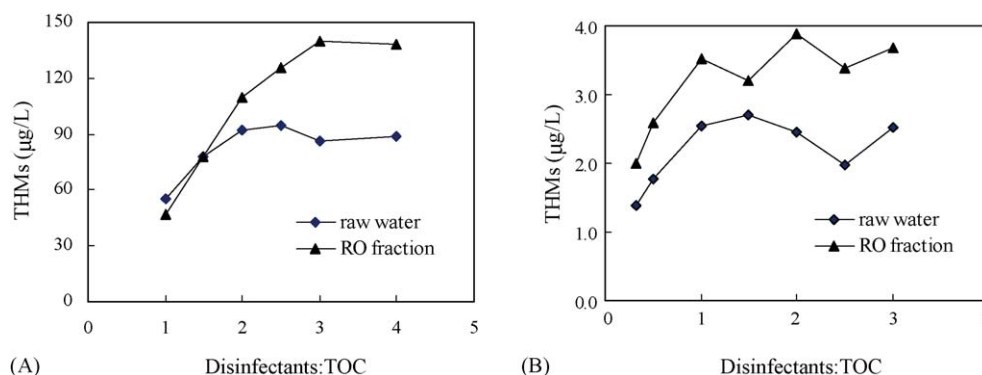 150
120
90
60
30
0
THMs (µg/L)
raw water
RO fraction
0 1 2 3 4 5
(A) Disinfectants:TOC
4.0
3.0
2.0
1.0
0.0
THMs (µg/L)
raw water
RO fraction
0 1 2 3
(B) Disinfectants:TOC